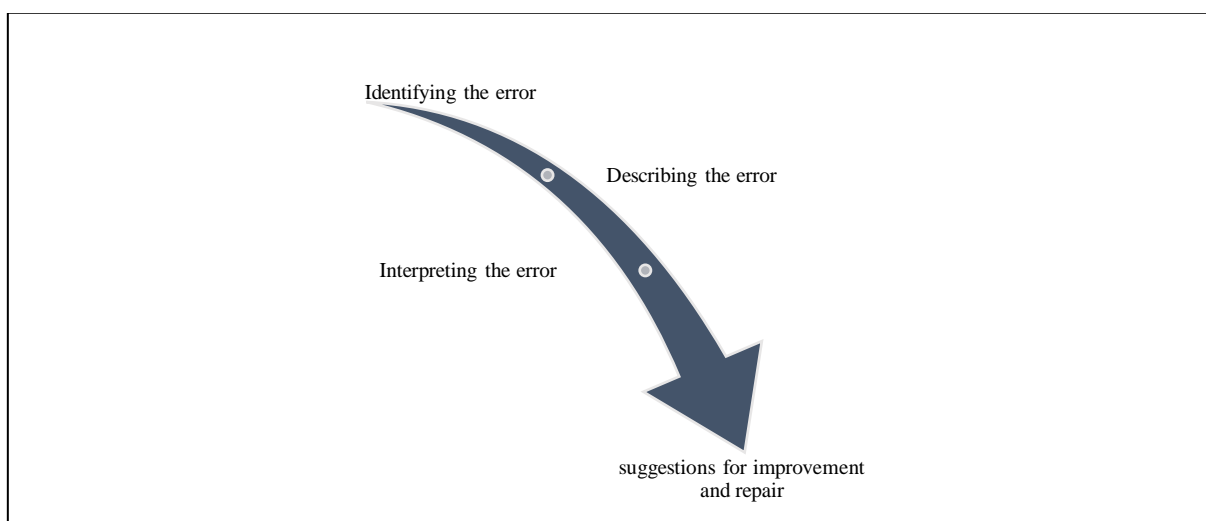 Identifying the error
Describing the error
Interpreting the error
suggestions for improvement
and repair